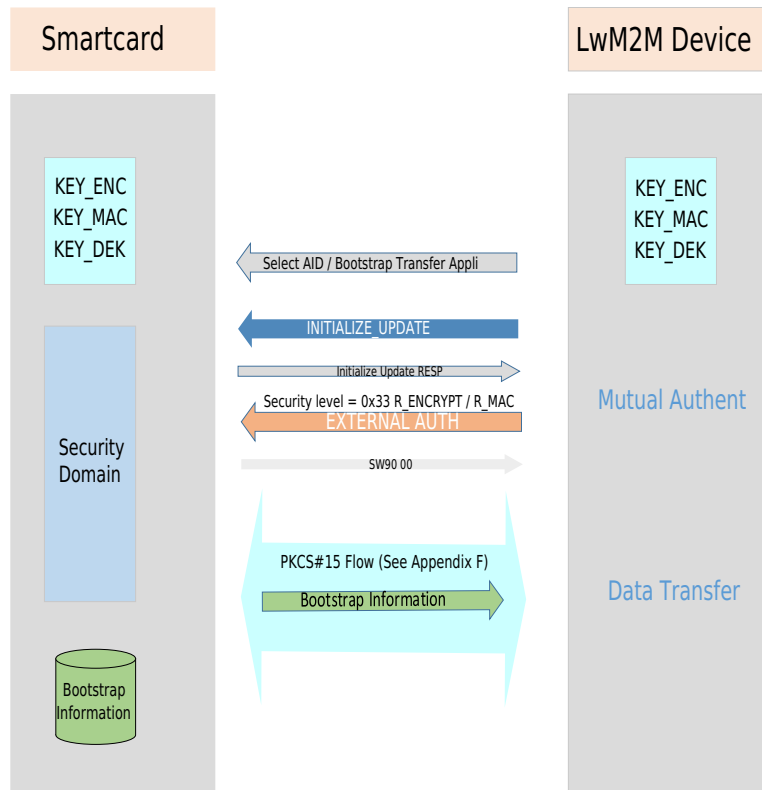 Smartcard
LwM2M Device
KEY_ENC
KEY_MAC
KEY_DEK
KEY_ENC
KEY_MAC
KEY_DEK
Select AID / Bootstrap Transfer Appli
INITIALIZE_UPDATE
Initialize Update RESP
Security level = 0x33 R_ENCRYPT / R_MAC
EXTERNAL AUTH
Mutual Authent
SW90 00
Security
Domain
PKCS#15 Flow (See Appendix F)
Bootstrap Information
Data Transfer
Bootstrap
Information